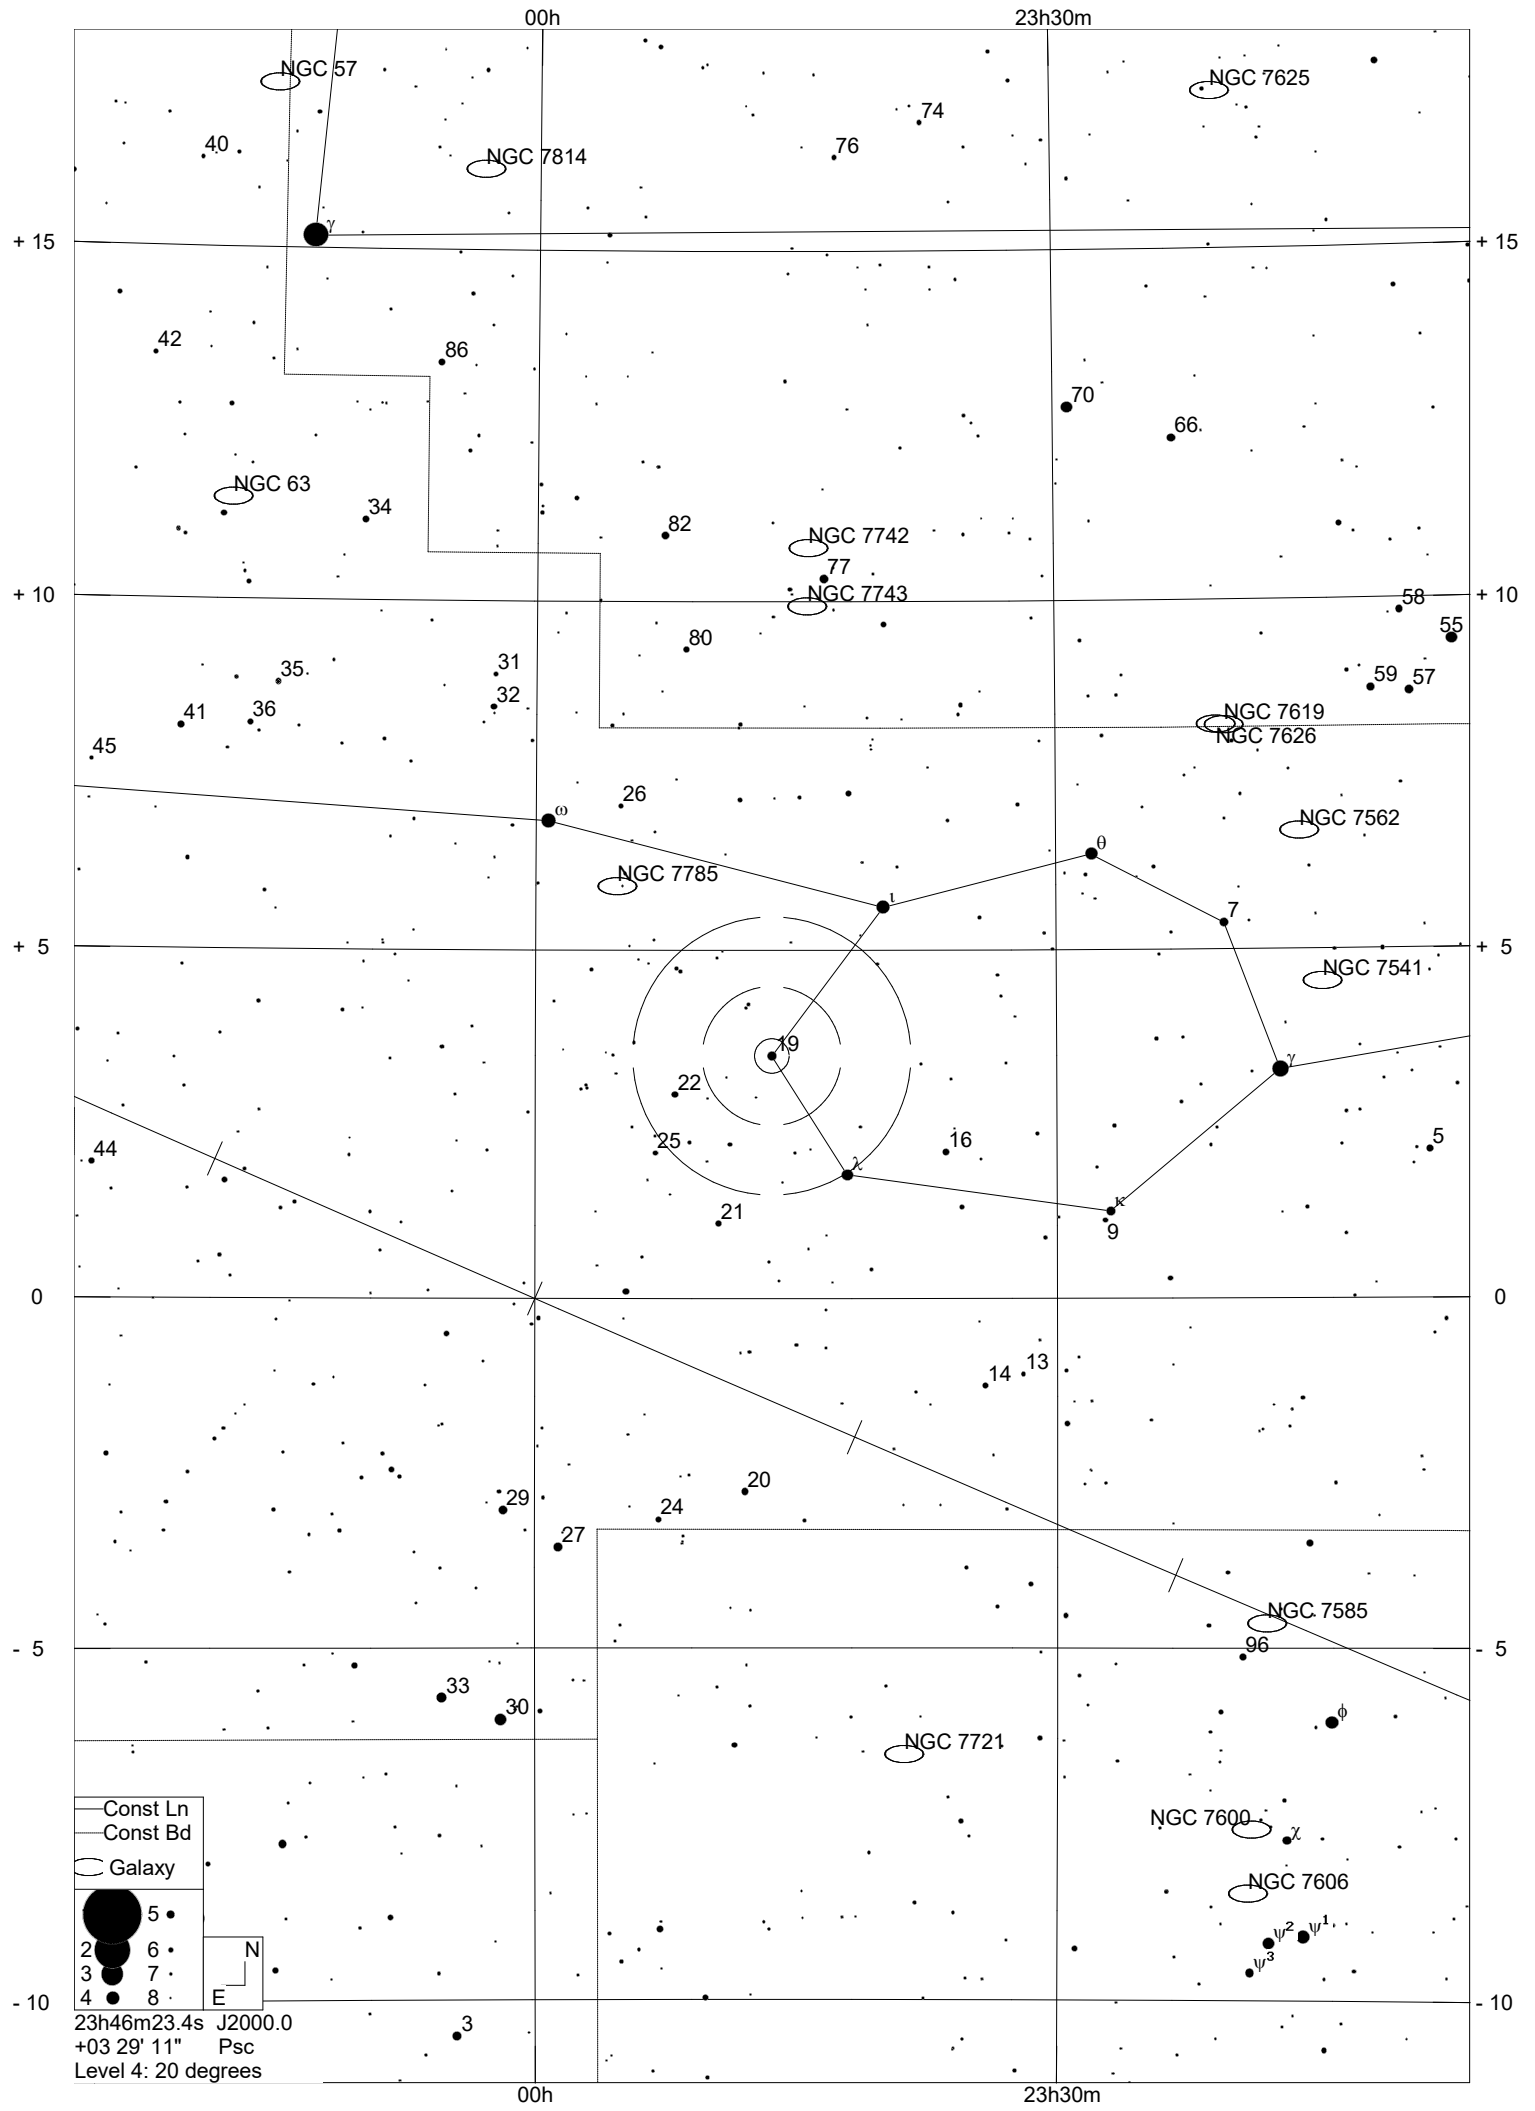 00h 23h30m
NGC 57
NGC 7625
74
40
76
NGC 7814
γ
+ 15 + 15
42
86
70
66
NGC 63
34
82
NGC 7742
77
NGC 7743
+ 10 + 10
58
55
80
31
35
59
57
32
36
41
NGC 7619
NGC 7626
45
26
ω
NGC 7562
θ
NGC 7785
ι
7
+ 5 + 5
NGC 7541
19
γ
22
25
16
5
44
λ
κ
21
9
0 0
13
14
20
29
24
27
NGC 7585
- 5 96 - 5
33
30
φ
NGC 7721
Const Ln
NGC 7600
χ
Const Bd
Galaxy
NGC 7606
5
ψ1
ψ2
2 6 N
ψ3
3 7
4 8 E
- 10 - 10
23h46m23.4s J2000.0
3
+03 29' 11" Psc
Level 4: 20 degrees
00h 23h30m